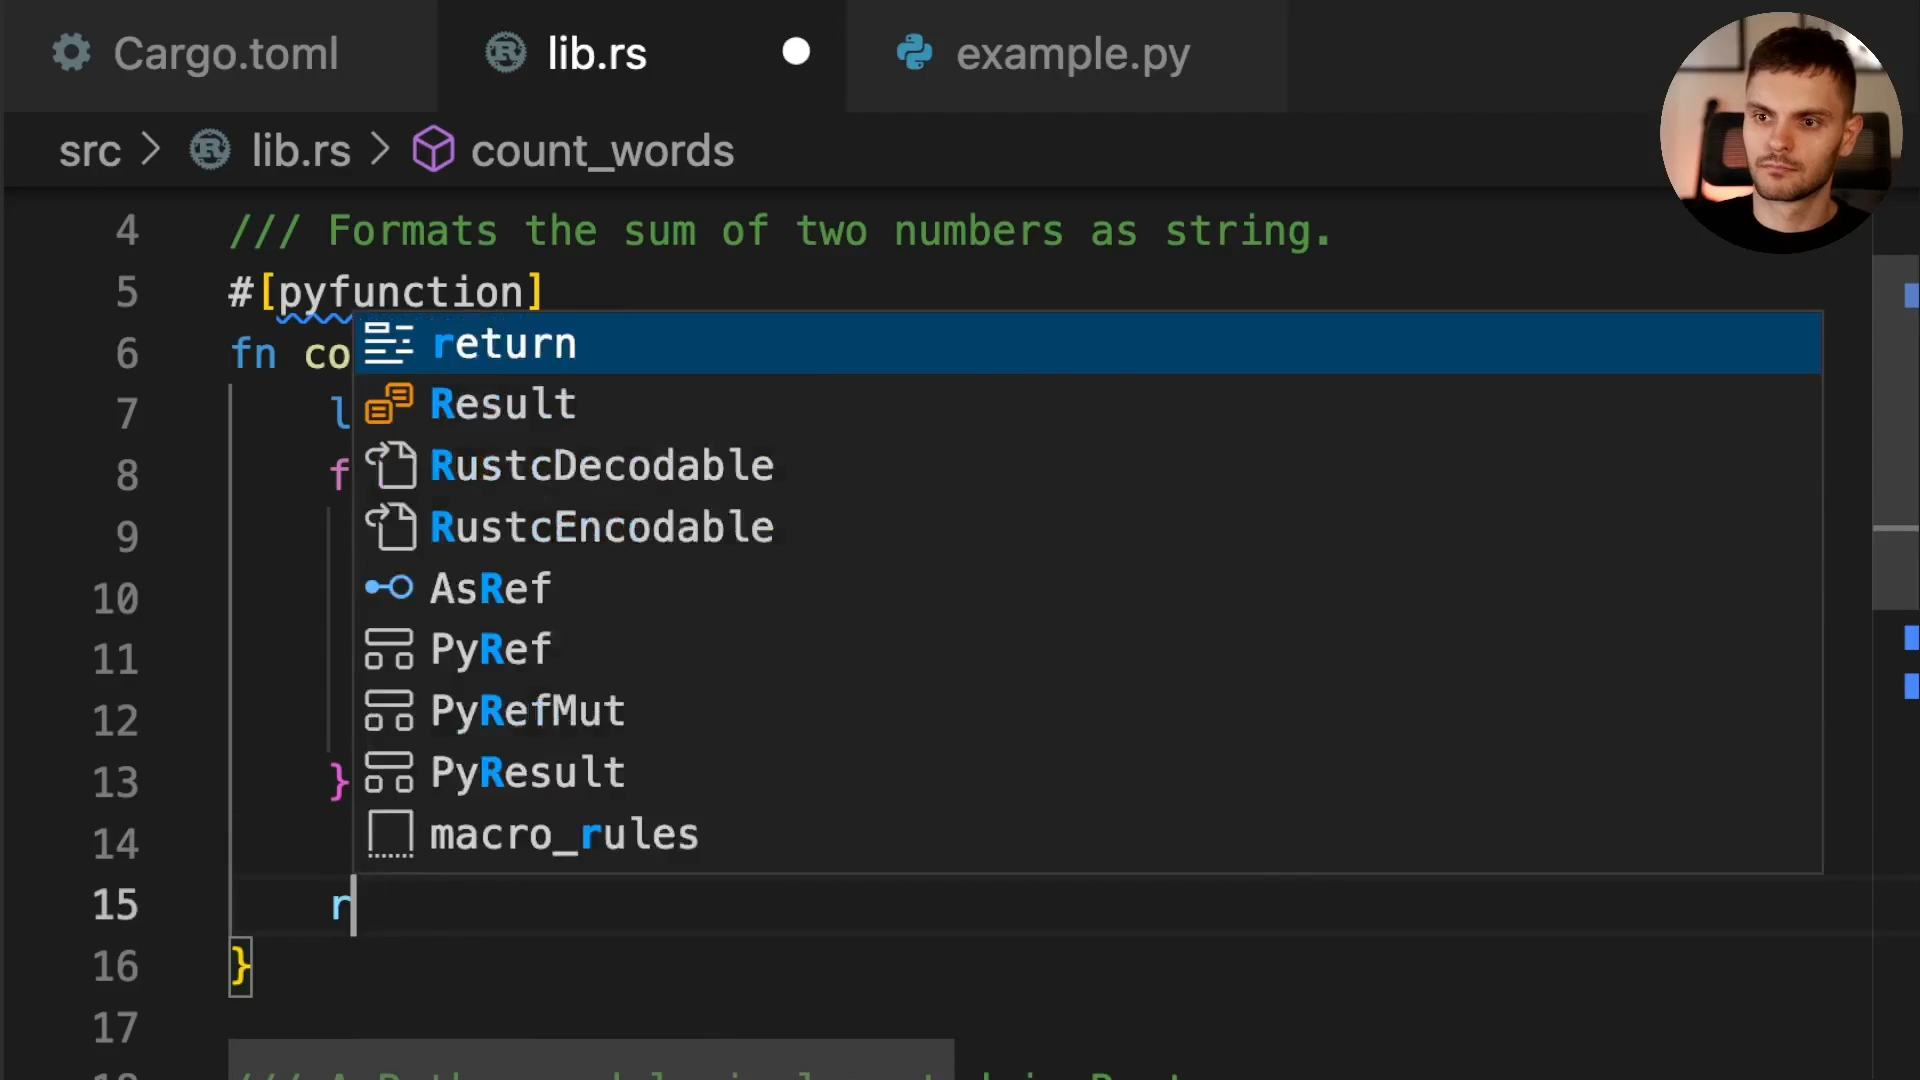 Cargo.toml lib.rs example.py
src > lib.rs > count_words
4 /// Formats the sum of two numbers as string.
5 #[pyfunction]
6 fn co
return
7 l
Result
8 f
RustcDecodable
9
RustcEncodable
10
AsRef
11
PyRef
12
PyRefMut
13 }
PyResult
14
macro_rules
15 r
16 }
17